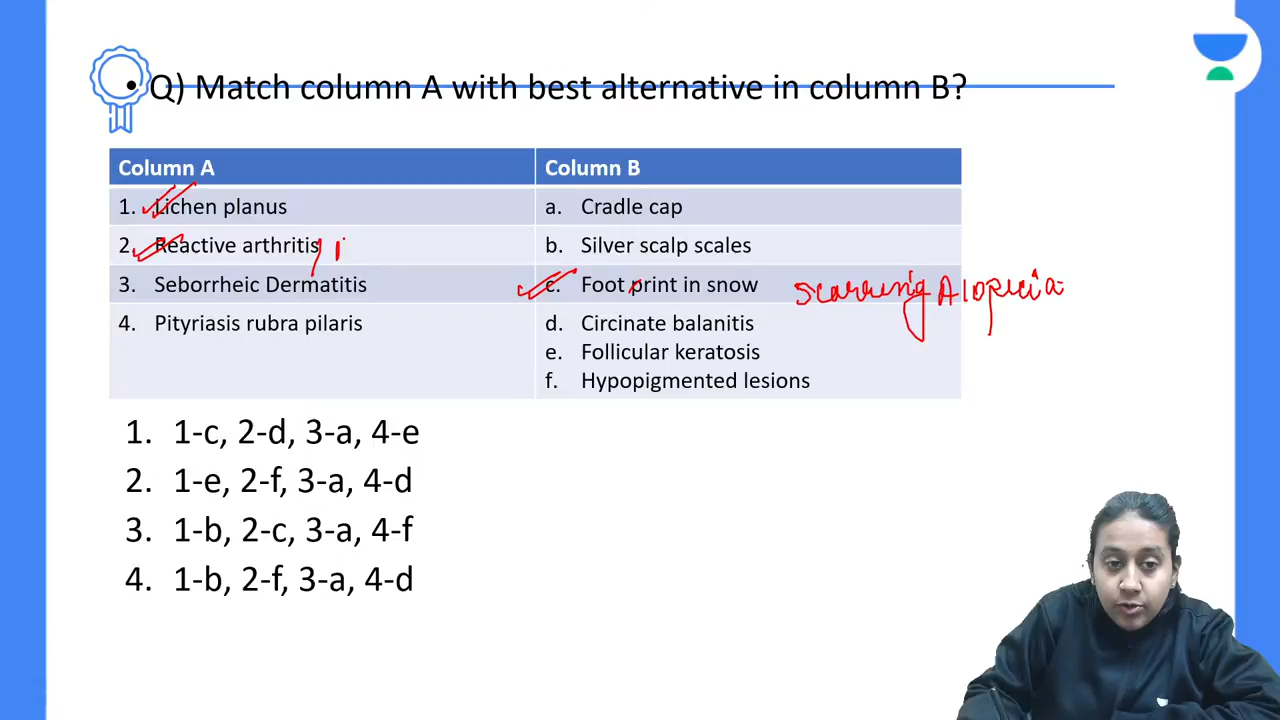 • Q) Match column A with best alternative in column B?
Column A Column B
1. Lichen planus a. Cradle cap
2. Reactive arthritis b. Silver scalp scales
3. Seborrheic Dermatitis c. Foot print in snow Scarring Alopecia
4. Pityriasis rubra pilaris d. Circinate balanitis
e. Follicular keratosis
f. Hypopigmented lesions
1. 1-c, 2-d, 3-a, 4-e
2. 1-e, 2-f, 3-a, 4-d
3. 1-b, 2-c, 3-a, 4-f
4. 1-b, 2-f, 3-a, 4-d